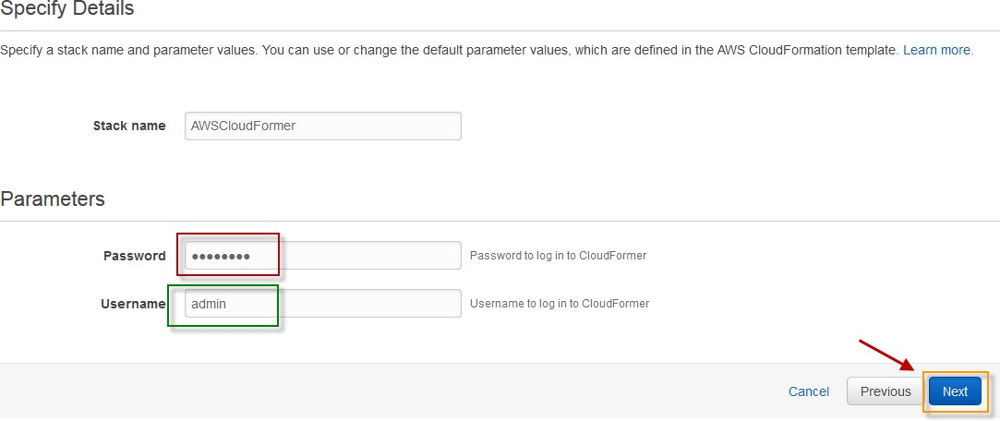 Specify Details
Specify a stack name and parameter values. You can use or change the default parameter values, which are defined in the AWS CloudFormation template. Learn more.
Stack name AWSCloudFormer
Parameters
Password ●●●●●●●● Password to log in to CloudFormer
Username admin Username to log in to CloudFormer
Cancel Previous Next